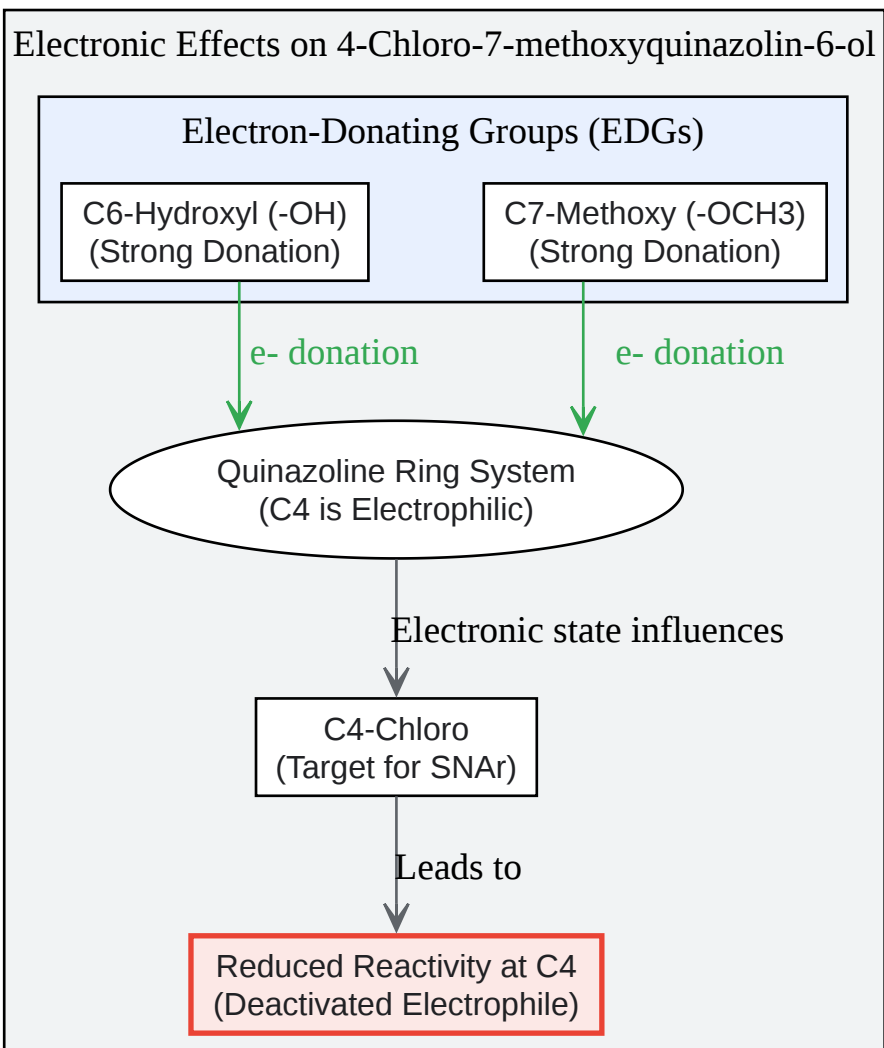 Electronic Effects on 4-Chloro-7-methoxyquinazolin-6-ol
Electron-Donating Groups (EDGs)
C6-Hydroxyl (-OH)
(Strong Donation)
C7-Methoxy (-OCH3)
(Strong Donation)
e- donation
e- donation
Quinazoline Ring System
(C4 is Electrophilic)
Electronic state influences
C4-Chloro
(Target for SNAr)
Leads to
Reduced Reactivity at C4
(Deactivated Electrophile)